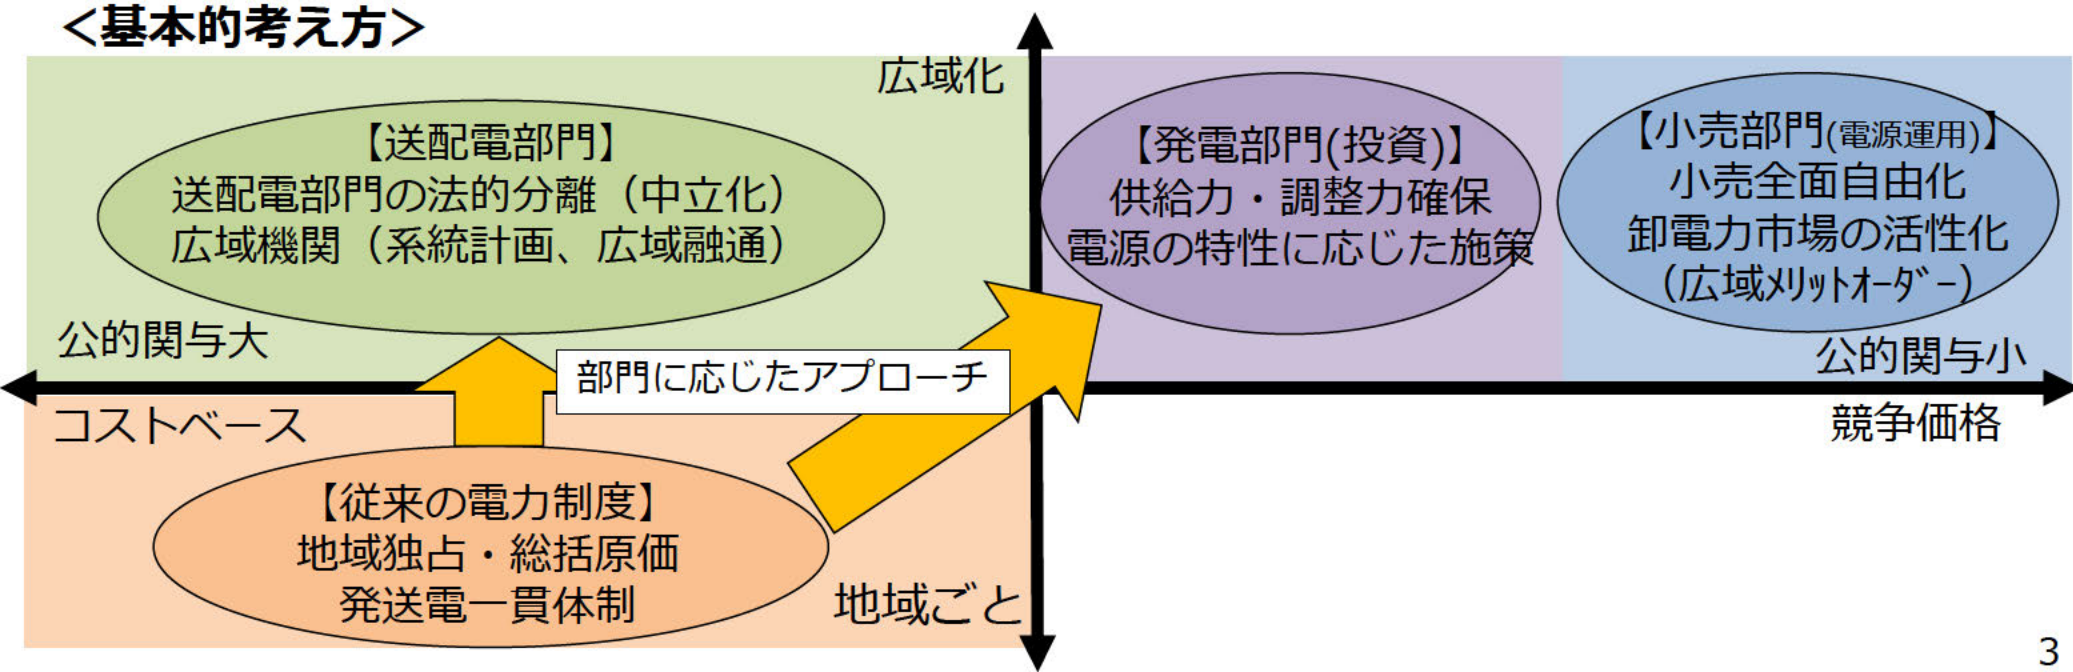 ＜基本的考え方＞
広域化
【送配電部門】
送配電部門の法的分離（中立化）
広域機関（系統計画、広域融通）
【発電部門(投資)】
供給力・調整力確保
電源の特性に応じた施策
【小売部門(電源運用)】
小売全面自由化
卸電力市場の活性化
（広域ﾒﾘｯﾄｵｰﾀﾞｰ）
公的関与大
公的関与小
部門に応じたアプローチ
コストベース
競争価格
【従来の電力制度】
地域独占・総括原価
発送電一貫体制
地域ごと
3